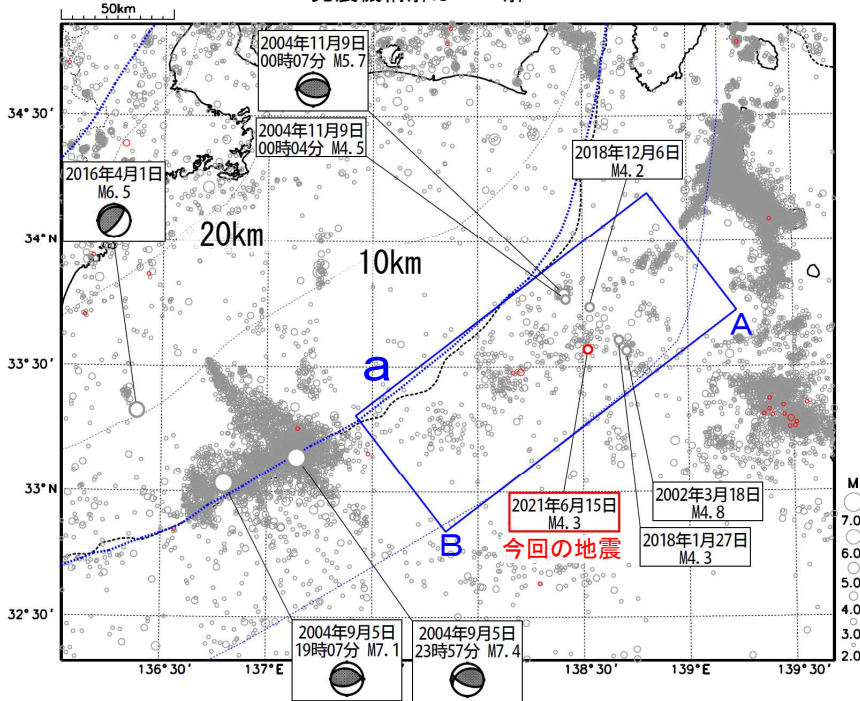 50km
2004年11月9日
00時07分 M5.7
2004年11月9日
00時04分 M4.5
2018年12月6日
M4.2
2016年4月1日
M6.5
34°30′
34°N
33°30′
33°N
32°30′
20km
10km
a
A
B
2021年6月15日
M4.3
今回の地震
2002年3月18日
M4.8
2018年1月27日
M4.3
2004年9月5日
19時07分 M7.1
2004年9月5日
23時57分 M7.4
136°30′
137°E
138°E
138°30′
139°E
139°30′
M
7.0
6.0
5.0
4.0
3.0
2.0